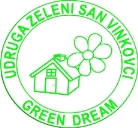 UDRUGA ZELENI SAN VINKOVCI
GREEN DREAM